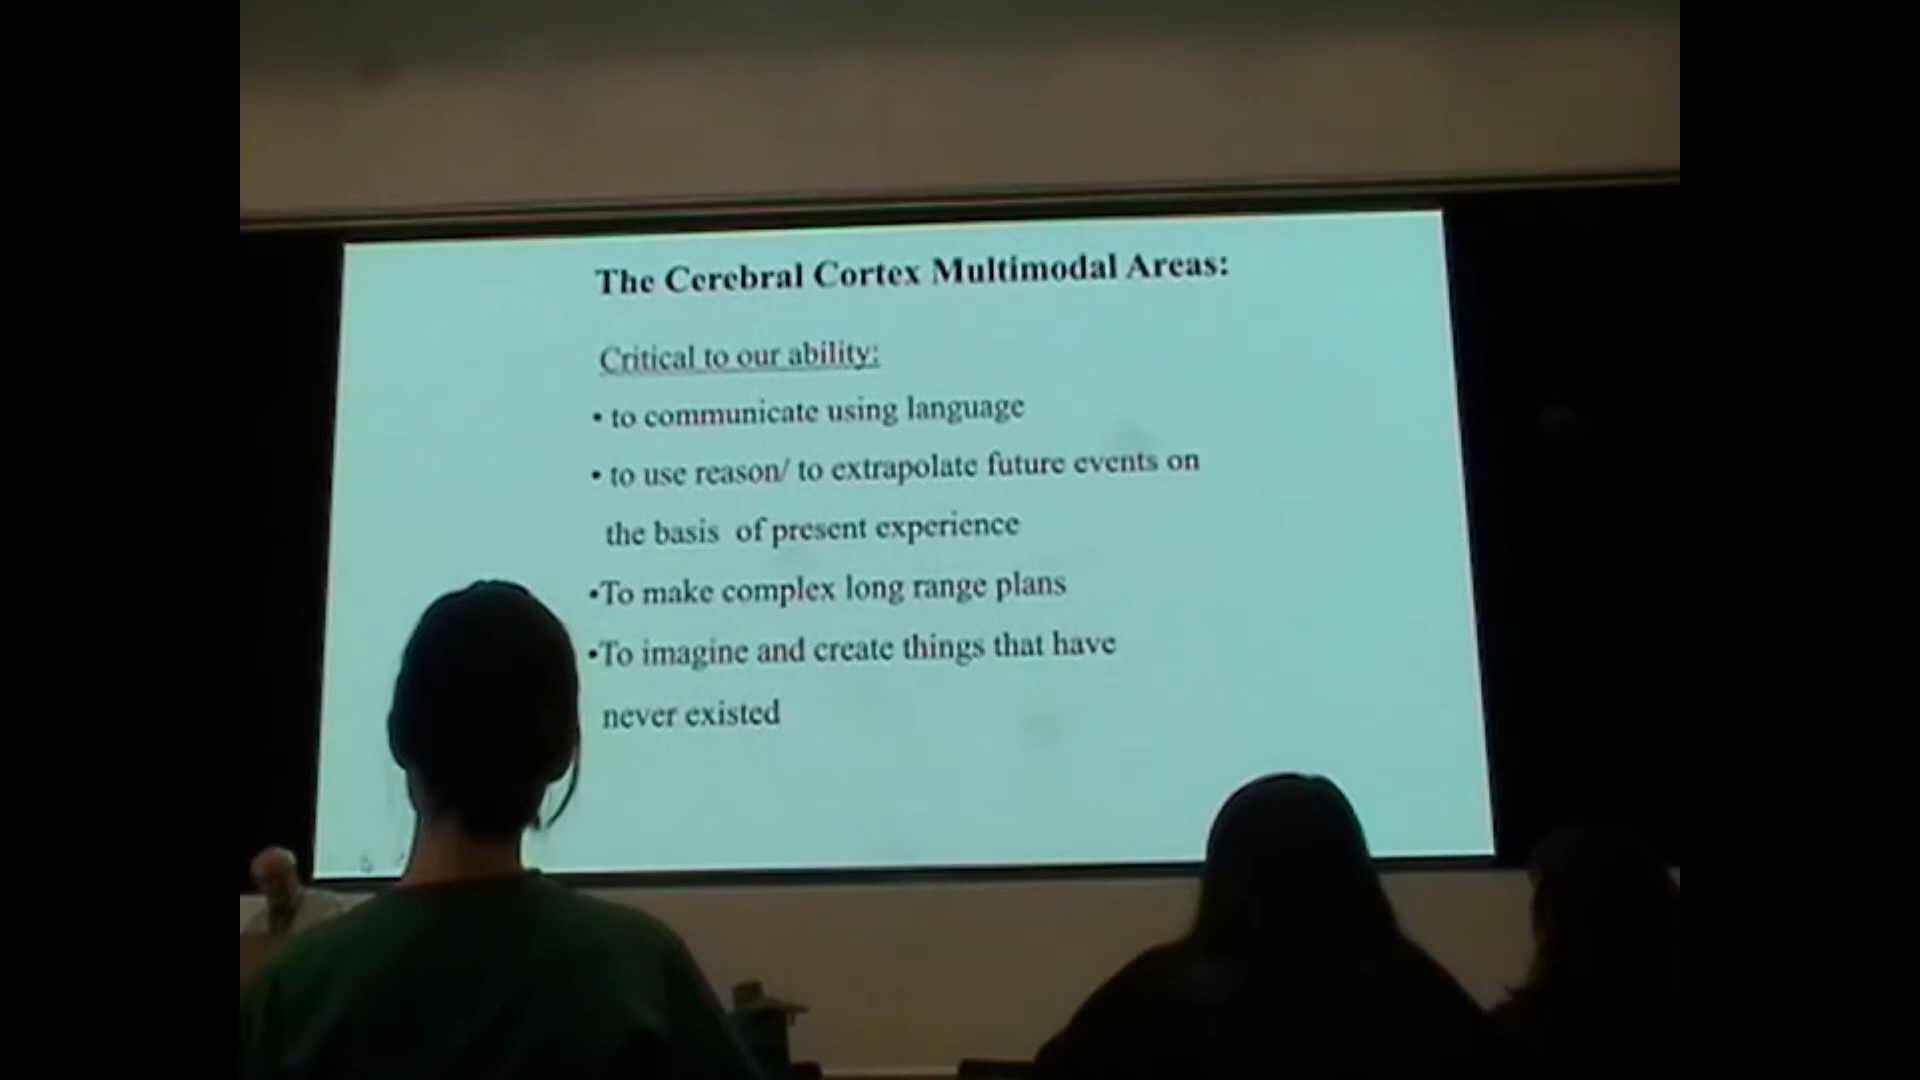 The Cerebral Cortex Multimodal Areas:
Critical to our ability:
• to communicate using language
• to use reason/ to extrapolate future events on
the basis of present experience
•To make complex long range plans
•To imagine and create things that have
never existed